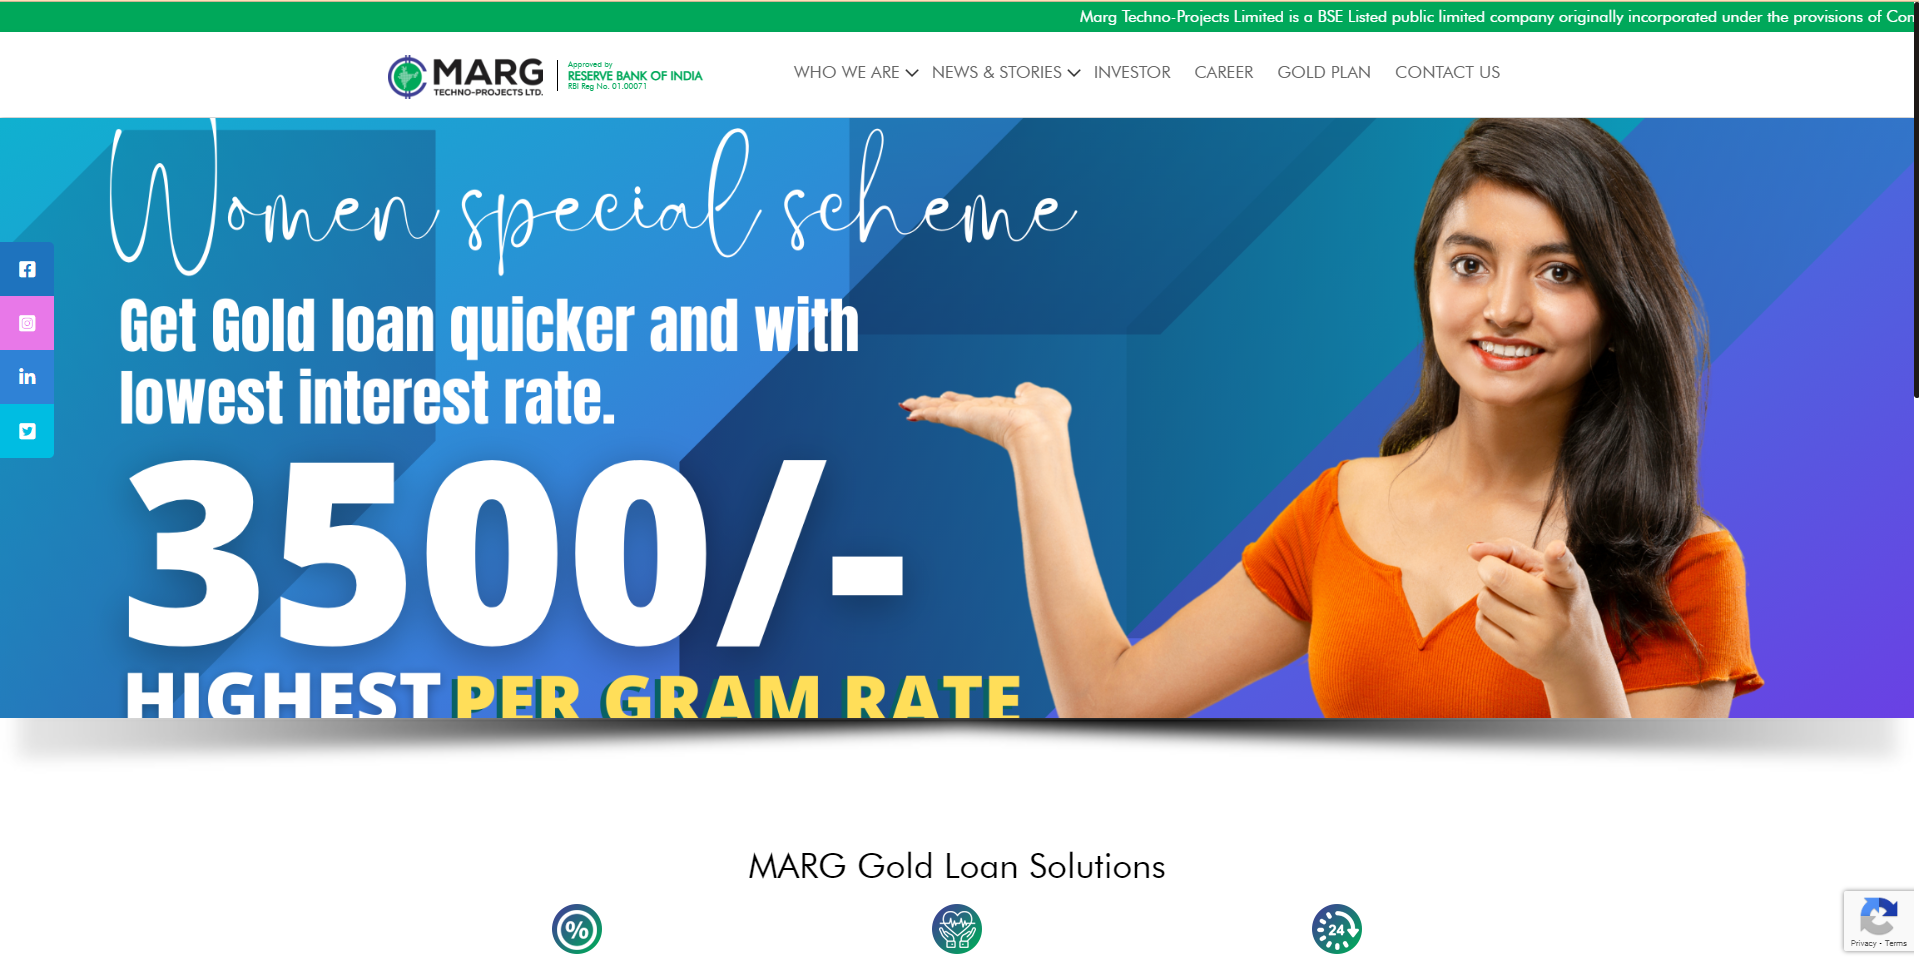 Marg Techno-Projects Limited is a BSE Listed public limited company originally incorporated under the provisions of
MARG
TECHNO-PROJECTS LTD.
Approved by
RESERVE BANK OF INDIA
RBI Reg No. 01.00071
WHO WE ARE
NEWS & STORIES
INVESTOR
CAREER
GOLD PLAN
CONTACT US
Women special scheme
Get Gold loan quicker and with
lowest interest rate.
3500/-
HIGHEST PER GRAM RATE
MARG Gold Loan Solutions
%
24
Privacy - Terms